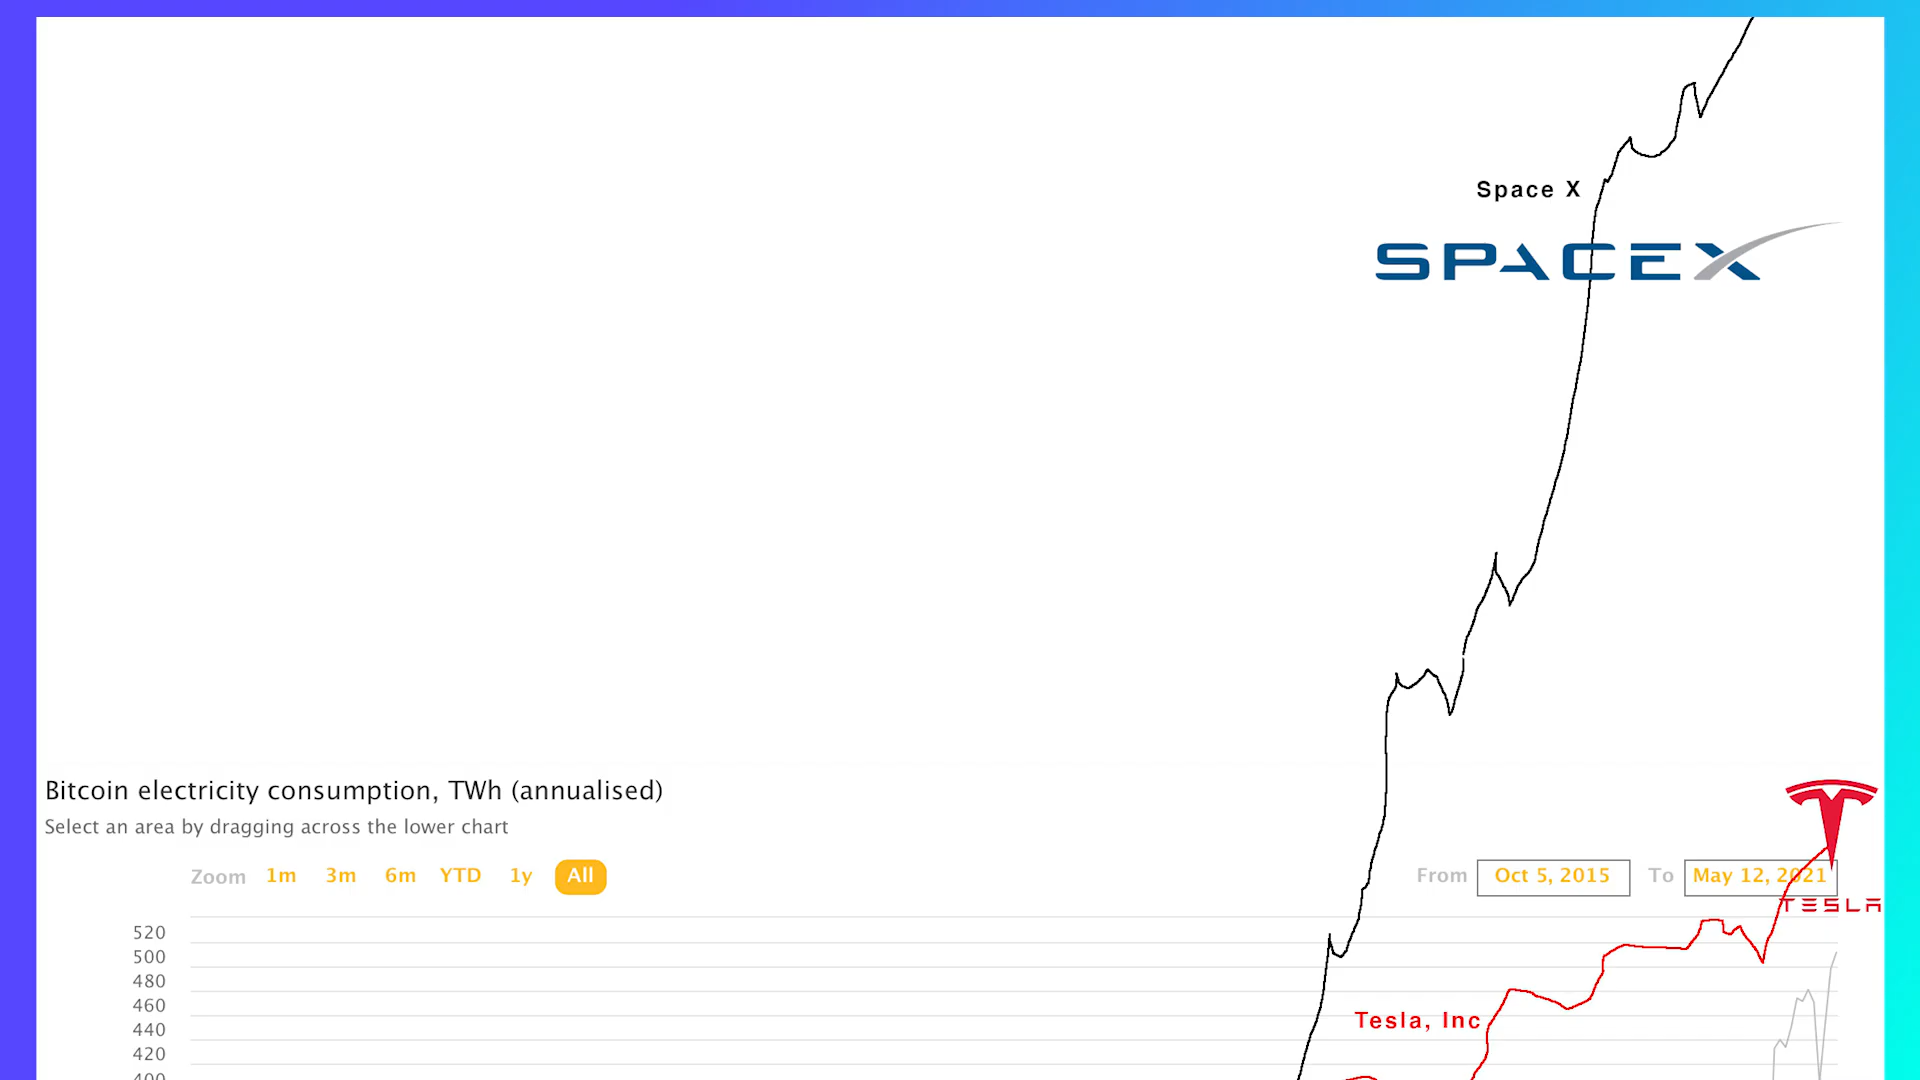 Space X
SPACEX
Bitcoin electricity consumption, TWh (annualised)
Select an area by dragging across the lower chart
Zoom 1m 3m 6m YTD 1y All
From Oct 5, 2015 To May 12, 2021
TESLA
520
500
480
460
Tesla, Inc
440
420
400